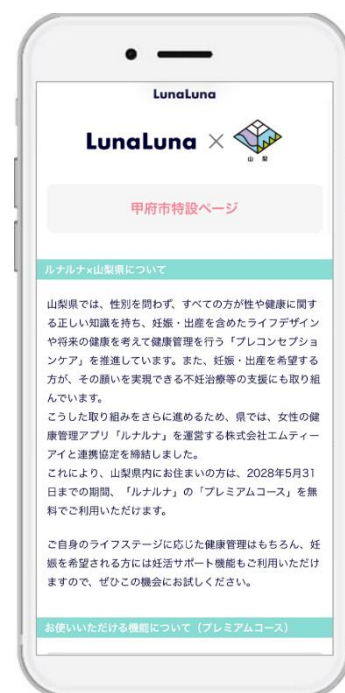 LunaLuna
LunaLuna × 山梨
甲府市特設ページ
ルナルナ×山梨県について
山梨県では、性別を問わず、すべての方が性や健康に関す
る正しい知識を持ち、妊娠・出産を含めたライフデザイン
や将来の健康を考えて健康管理を行う「プレコンセプショ
ンケア」を推進しています。また、妊娠・出産を希望する
方が、その願いを実現できる不妊治療等の支援にも取り組
んでいます。
こうした取り組みをさらに進めるため、県では、女性の健
康管理アプリ「ルナルナ」を運営する株式会社エムティー
アイと連携協定を締結しました。
これにより、山梨県内にお住まいの方は、2028年5月31
日までの期間、「ルナルナ」の「プレミアムコース」を無
料でご利用いただけます。
ご自身のライフステージに応じた健康管理はもちろん、妊
娠を希望される方には妊活サポート機能もご利用いただけ
ますので、ぜひこの機会にお試しください。
お使いいただける機能について（プレミアムコース）